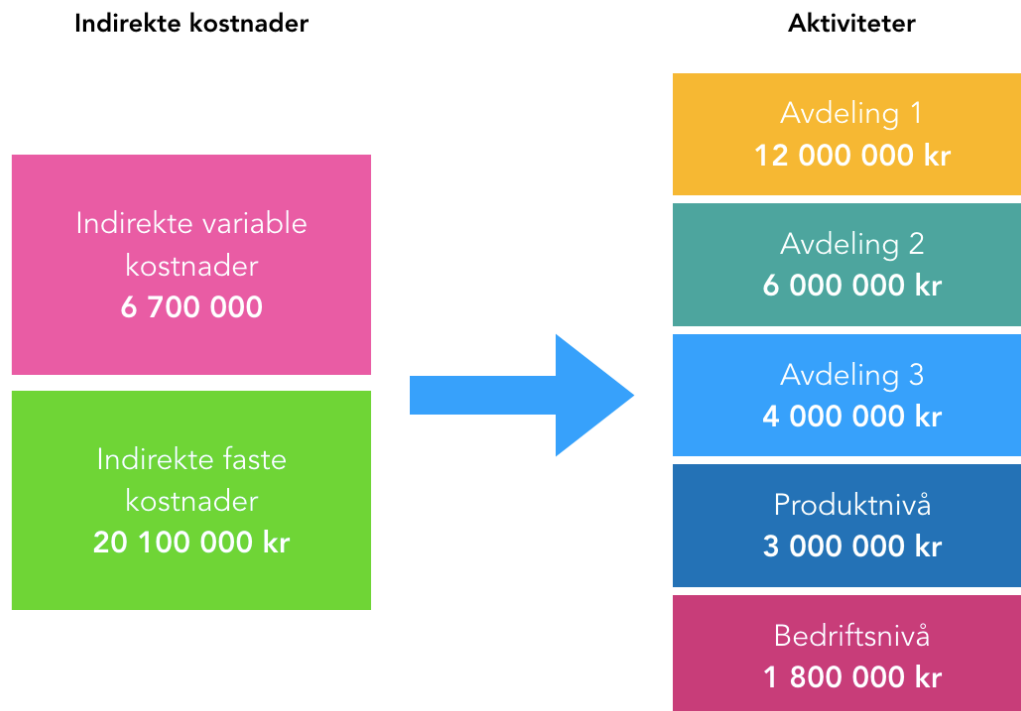 Indirekte kostnader
Indirekte variable
kostnader
6 700 000
Indirekte faste
kostnader
20 100 000 kr
Aktiviteter
Avdeling 1
12 000 000 kr
Avdeling 2
6 000 000 kr
Avdeling 3
4 000 000 kr
Produktnivå
3 000 000 kr
Bedriftsnivå
1 800 000 kr